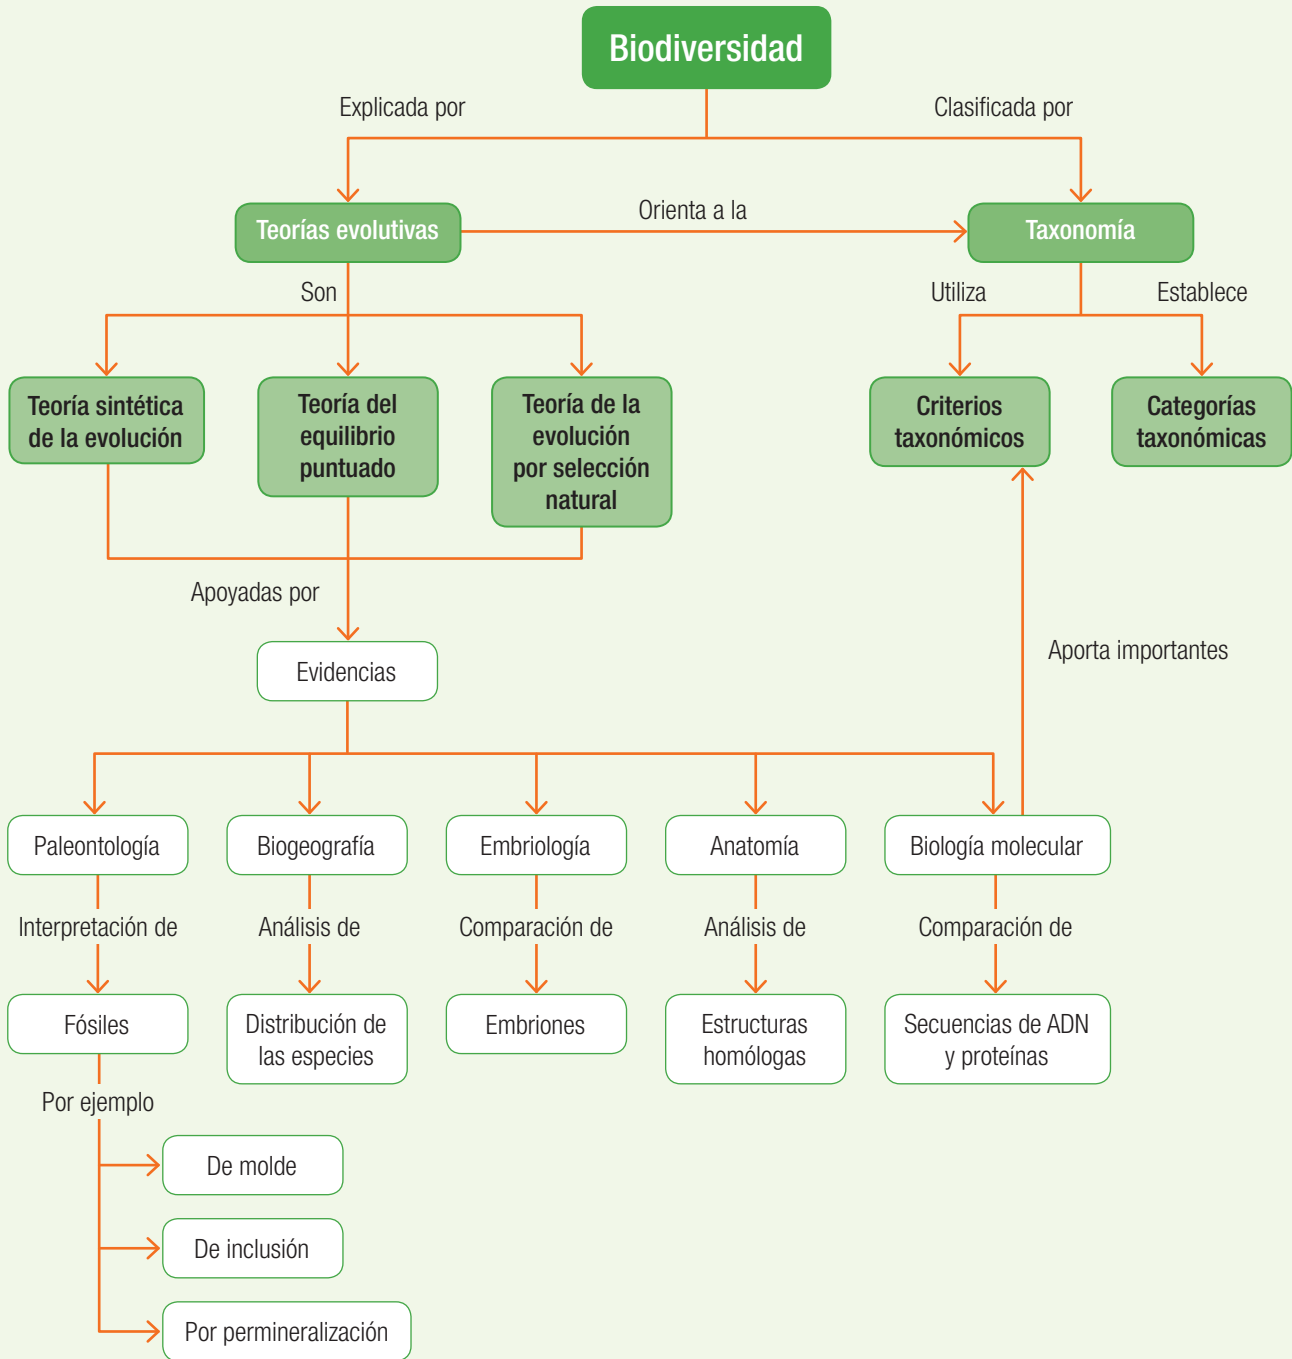 Biodiversidad
Explicada por
Clasificada por
Teorías evolutivas
Orienta a la
Taxonomía
Son
Utiliza
Establece
Teoría sintética
de la evolución
Teoría del
equilibrio
puntuado
Teoría de la
evolución
por selección
natural
Criterios
taxonómicos
Categorías
taxonómicas
Apoyadas por
Evidencias
Aporta importantes
Paleontología
Biogeografía
Embriología
Anatomía
Biología molecular
Interpretación de
Análisis de
Comparación de
Análisis de
Comparación de
Fósiles
Distribución de
las especies
Embriones
Estructuras
homólogas
Secuencias de ADN
y proteínas
Por ejemplo
De molde
De inclusión
Por permineralización